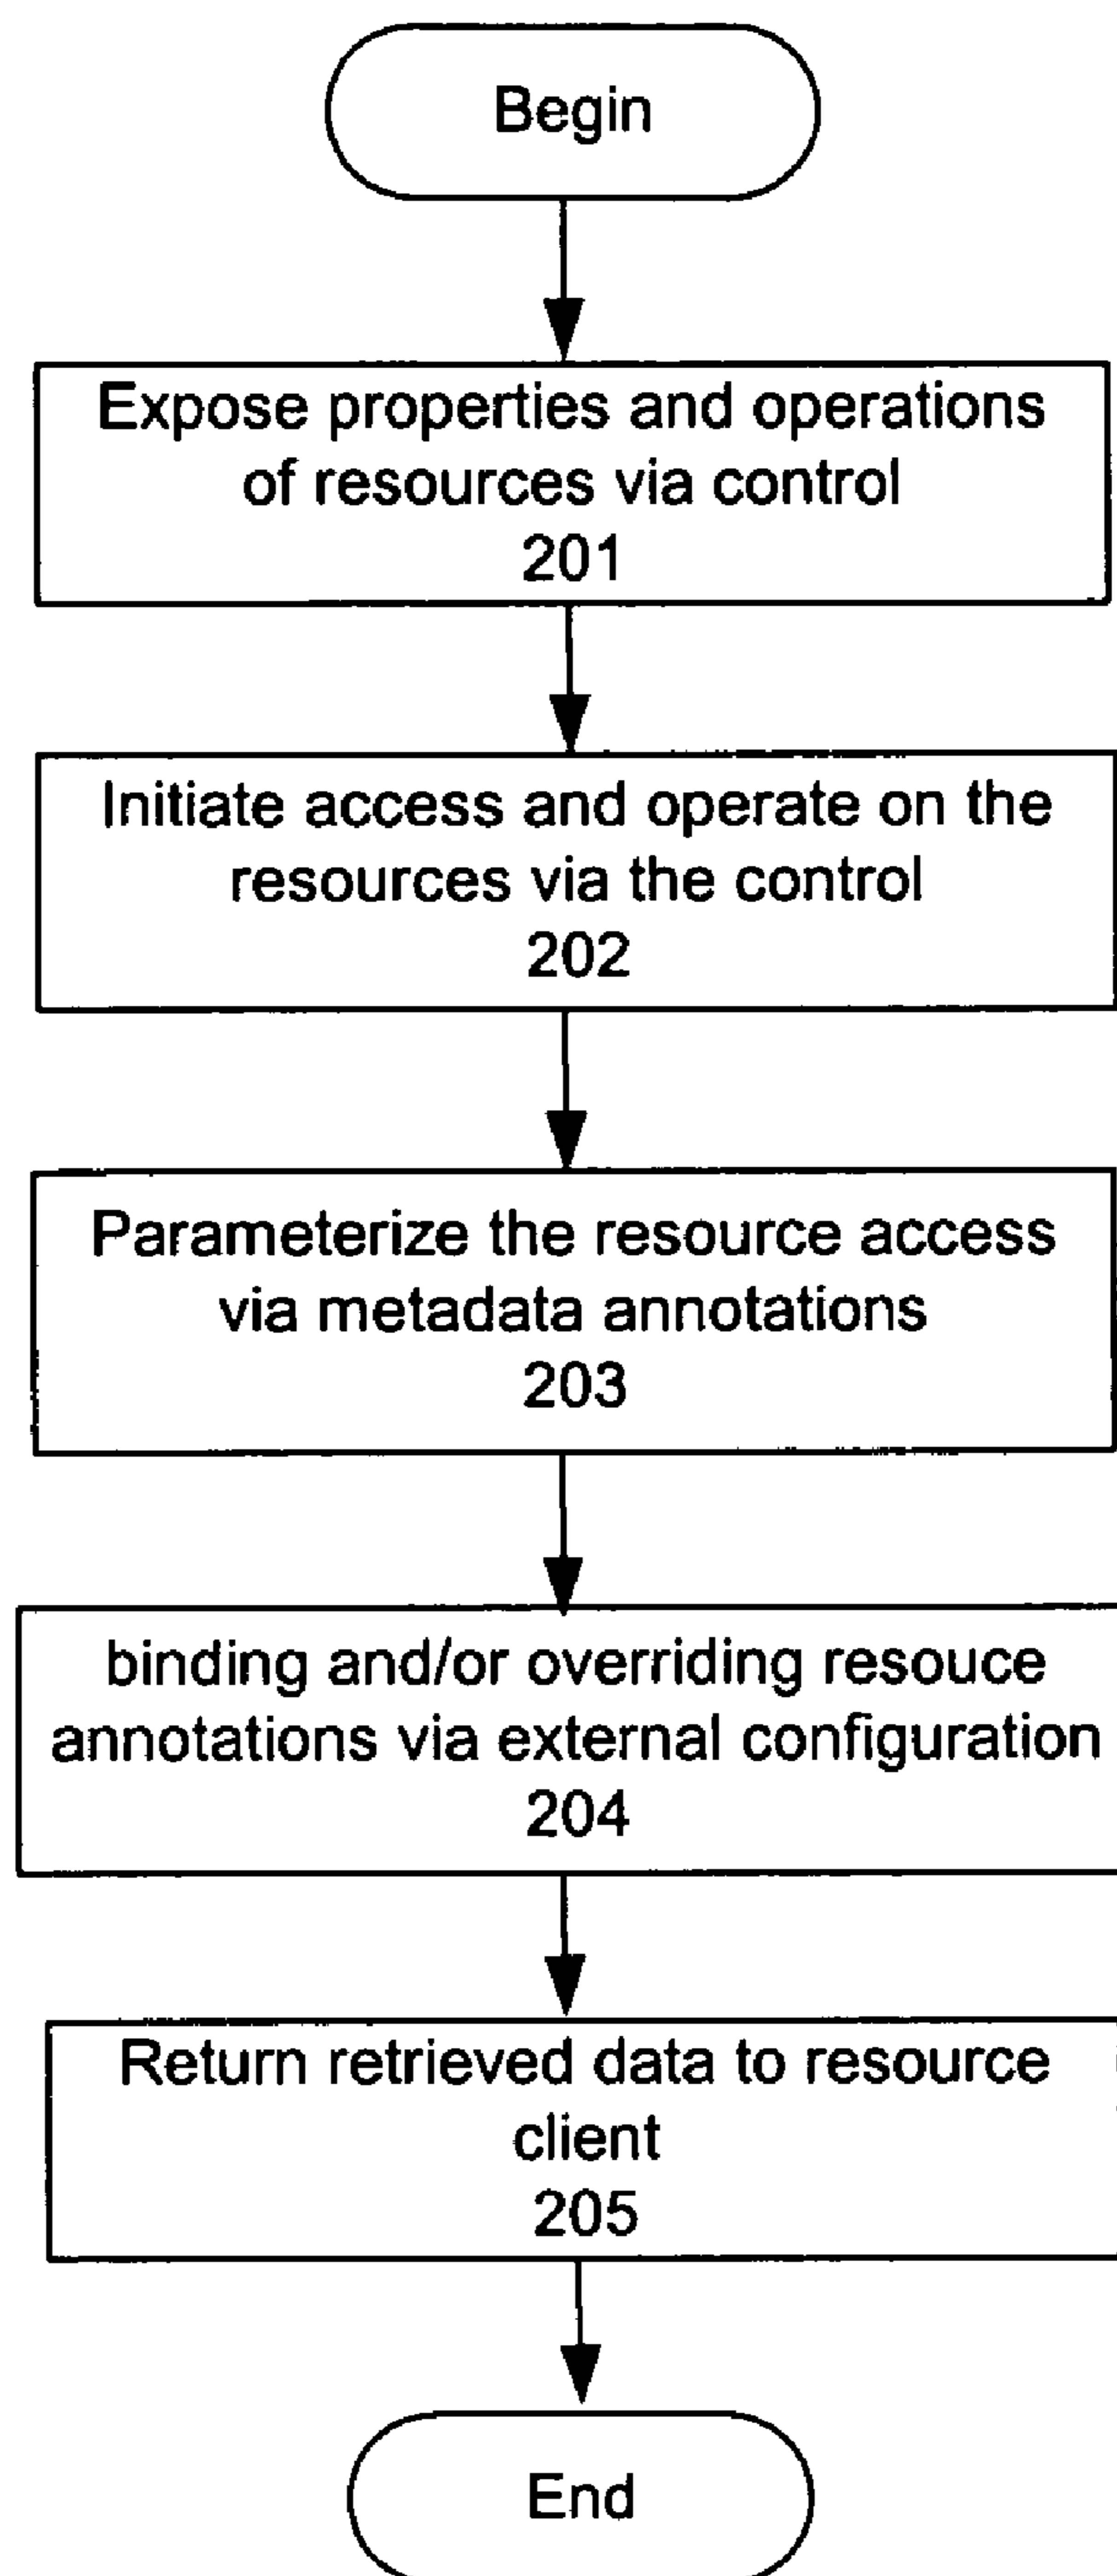 Begin
Expose properties and operations
of resources via control
201
Initiate access and operate on the
resources via the control
202
Parameterize the resource access
via metadata annotations
203
binding and/or overriding resouce
annotations via external configuration
204
Return retrieved data to resource
client
205
End